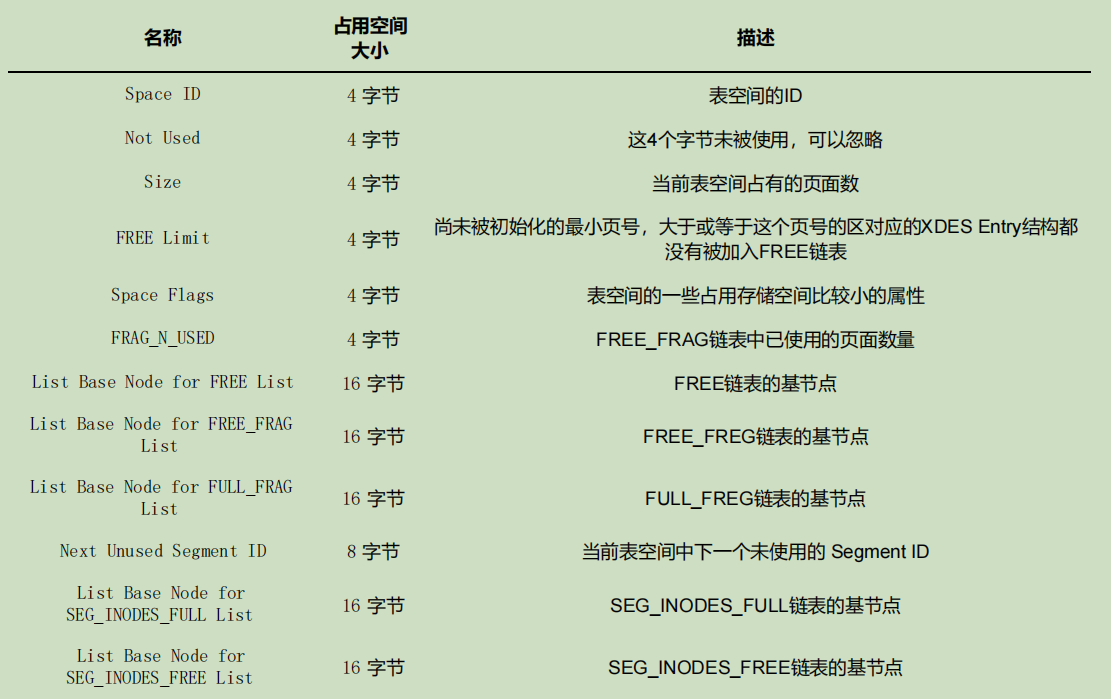 名称 占用空间 描述
大小
Space ID 4 字节 表空间的ID
Not Used 4 字节 这4个字节未被使用，可以忽略
Size 4 字节 当前表空间占有的页面数
FREE Limit 4 字节 尚未被初始化的最小页号，大于或等于这个页号的区对应的XDES Entry结构都
没有被加入FREE链表
Space Flags 4 字节 表空间的一些占用存储空间比较小的属性
FRAG_N_USED 4 字节 FREE_FRAG链表中已使用的页面数量
List Base Node for FREE List 16 字节 FREE链表的基节点
List Base Node for FREE_FRAG
List 16 字节 FREE_FREG链表的基节点
List Base Node for FULL_FRAG
List 16 字节 FULL_FREG链表的基节点
Next Unused Segment ID 8 字节 当前表空间中下一个未使用的 Segment ID
List Base Node for
SEG_INODES_FULL List 16 字节 SEG_INODES_FULL链表的基节点
List Base Node for
SEG_INODES_FREE List 16 字节 SEG_INODES_FREE链表的基节点